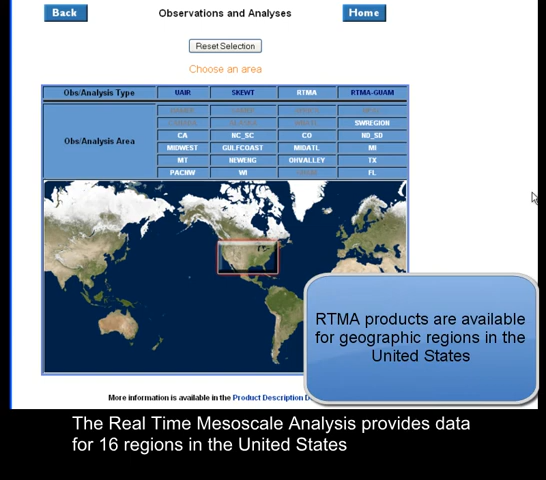 Back
Observations and Analyses
Home
Reset Selection
Choose an area
Obs/Analysis Type UAIR SKEWT RTMA RTMA-GUAM
SWREGION
Obs/Analysis Area
CA NC_SC CO ND_SD
MIDWEST GULFCOAST MIDATL MI
MT NEWENG OHVALLEY TX
PACNW WI FL
RTMA products are available
for geographic regions in the
United States
More information is available in the Product Description
The Real Time Mesoscale Analysis provides data
for 16 regions in the United States